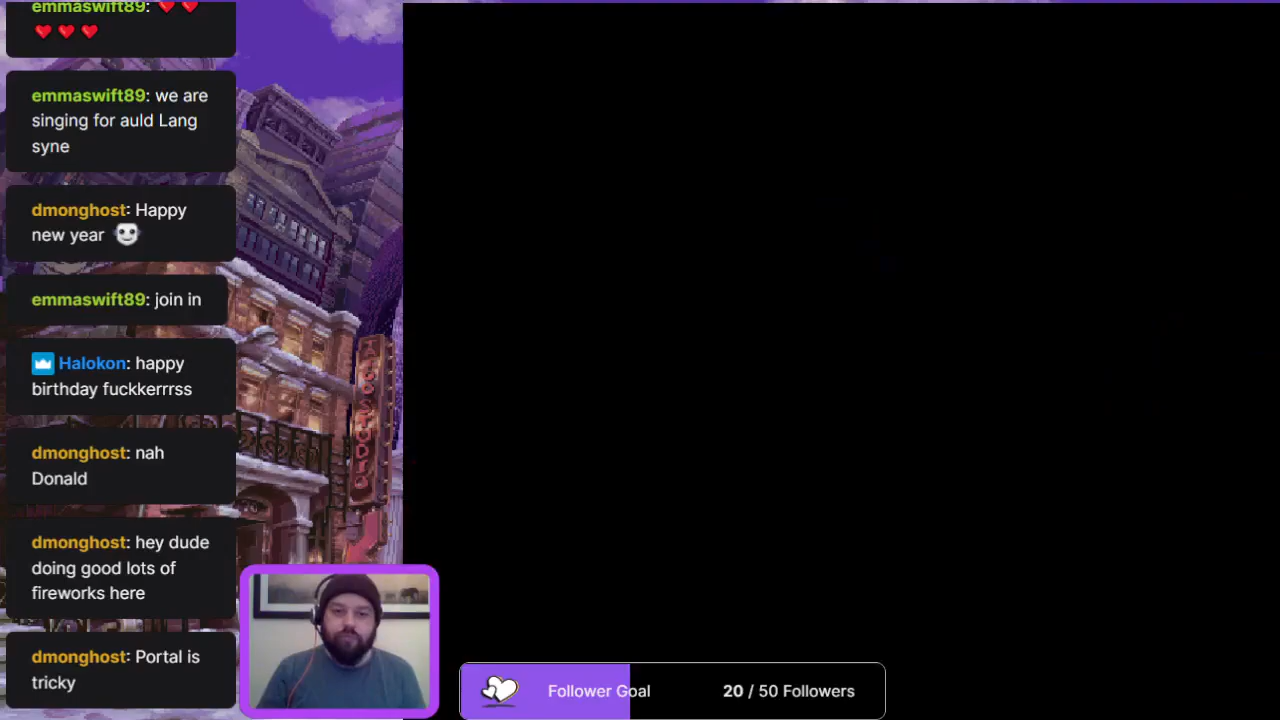 emmaswift89:
emmaswift89: we are
singing for auld Lang
syne
dmonghost: Happy
new year
emmaswift89: join in
Halokon: happy
birthday fuckkerrrss
dmonghost: nah
Donald
dmonghost: hey dude
doing good lots of
fireworks here
dmonghost: Portal is
tricky
Follower Goal 20 / 50 Followers